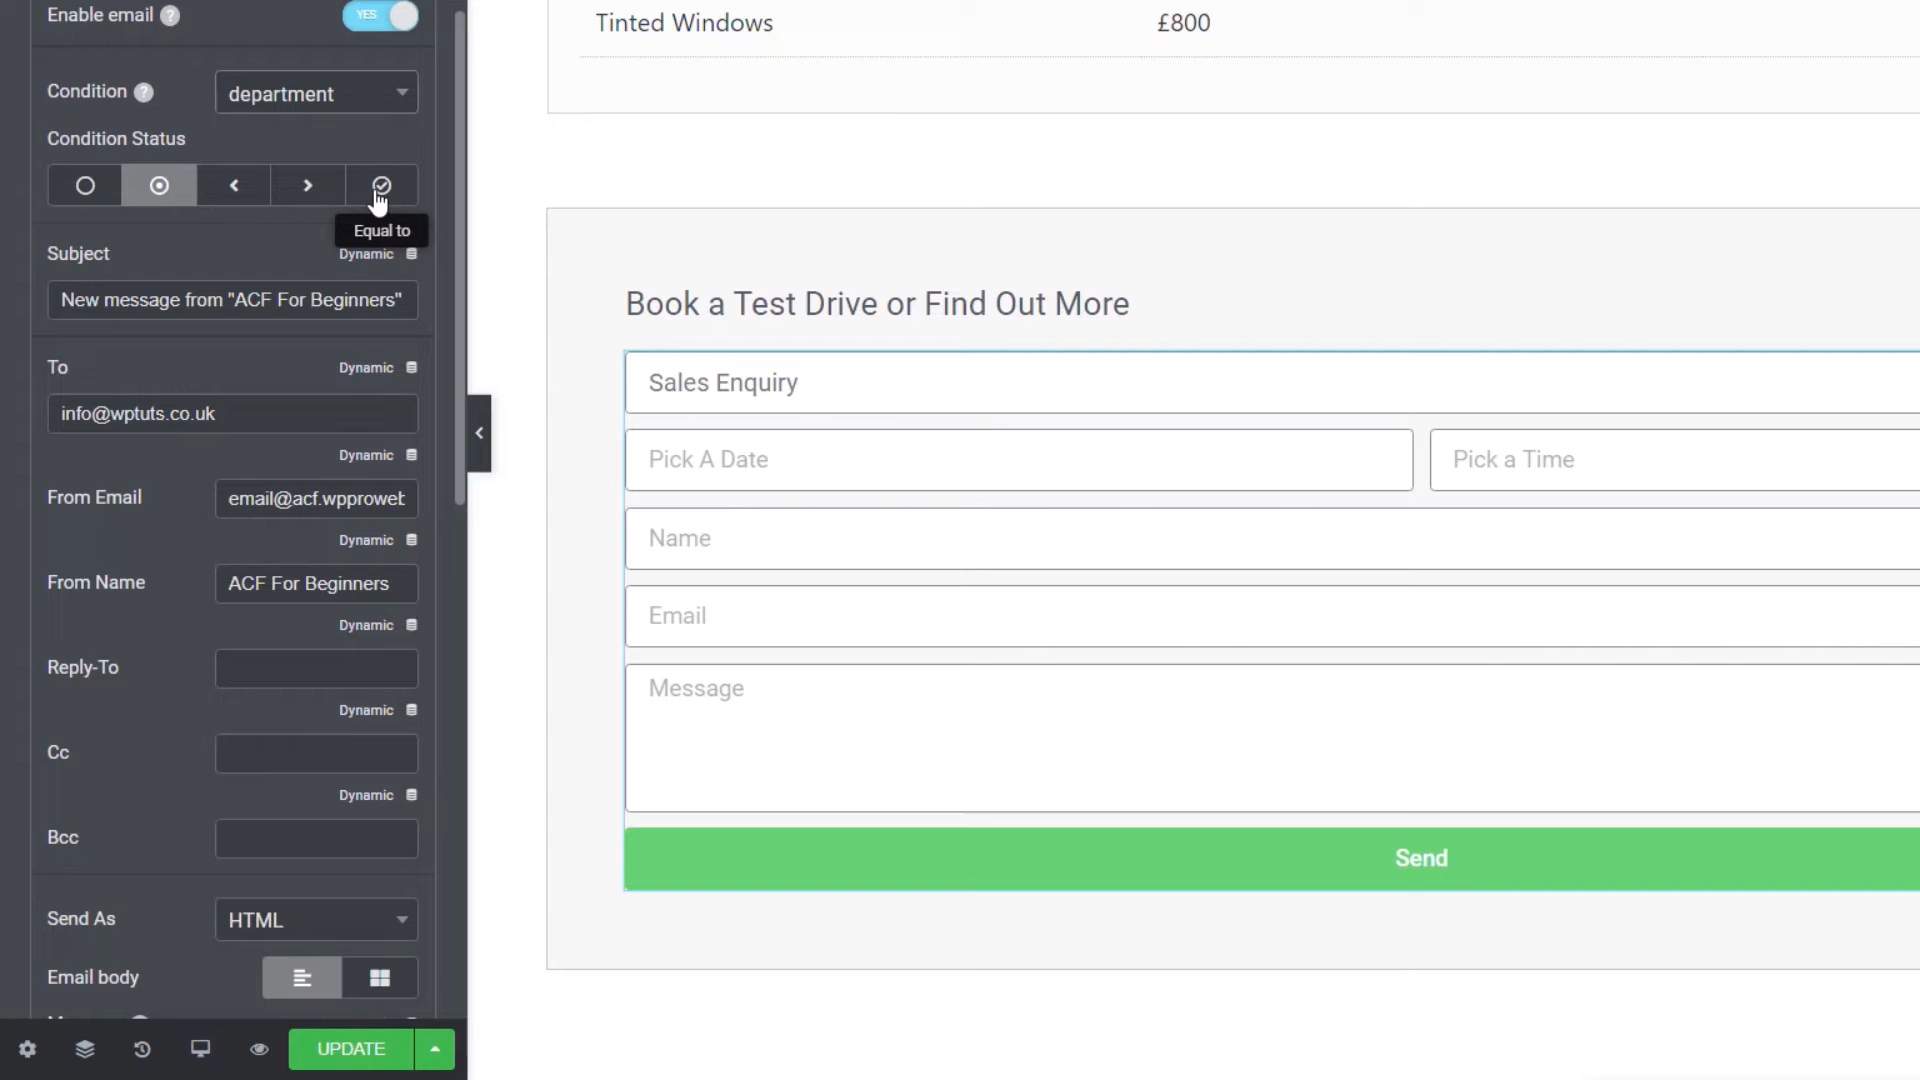 Enable email ?
YES
Condition ?
department
Condition Status
Equal to
Subject
Dynamic
New message from "ACF For Beginners"
To
Dynamic
info@wptuts.co.uk
Dynamic
From Email
email@acf.wpproweb
Dynamic
From Name
ACF For Beginners
Dynamic
Reply-To
Dynamic
Cc
Dynamic
Bcc
Send As
HTML
Email body
UPDATE
Tinted Windows
£800
Book a Test Drive or Find Out More
Sales Enquiry
Pick A Date
Pick a Time
Name
Email
Message
Send